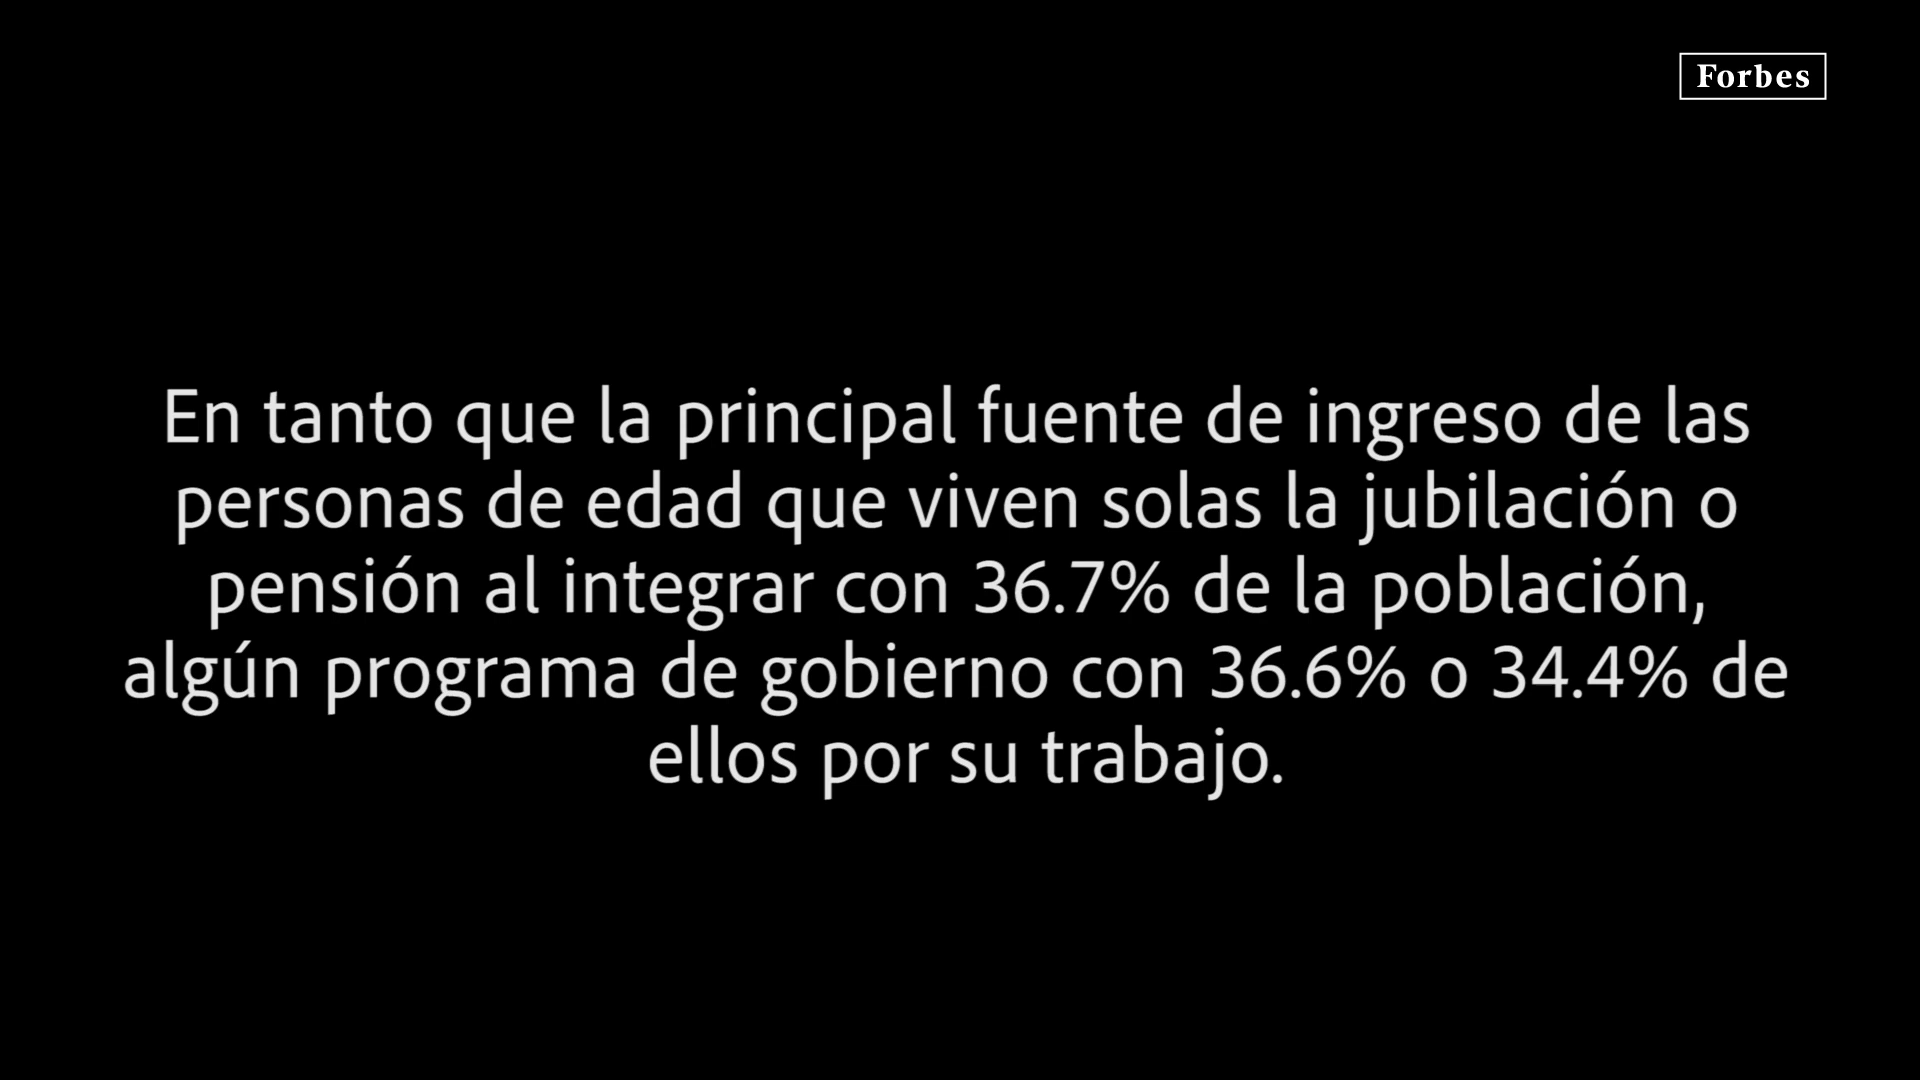 Forbes
En tanto que la principal fuente de ingreso de las
personas de edad que viven solas la jubilación o
pensión al integrar con 36.7% de la población,
algún programa de gobierno con 36.6% o 34.4% de
ellos por su trabajo.